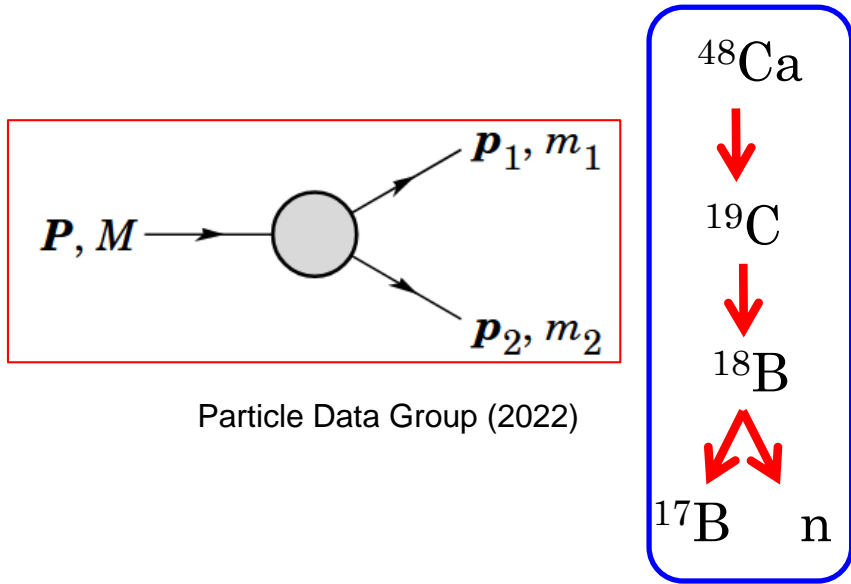 P, M
p₁, m₁
p₂, m₂
Particle Data Group (2022)
⁴⁸Ca
¹⁹C
¹⁸B
¹⁷B n